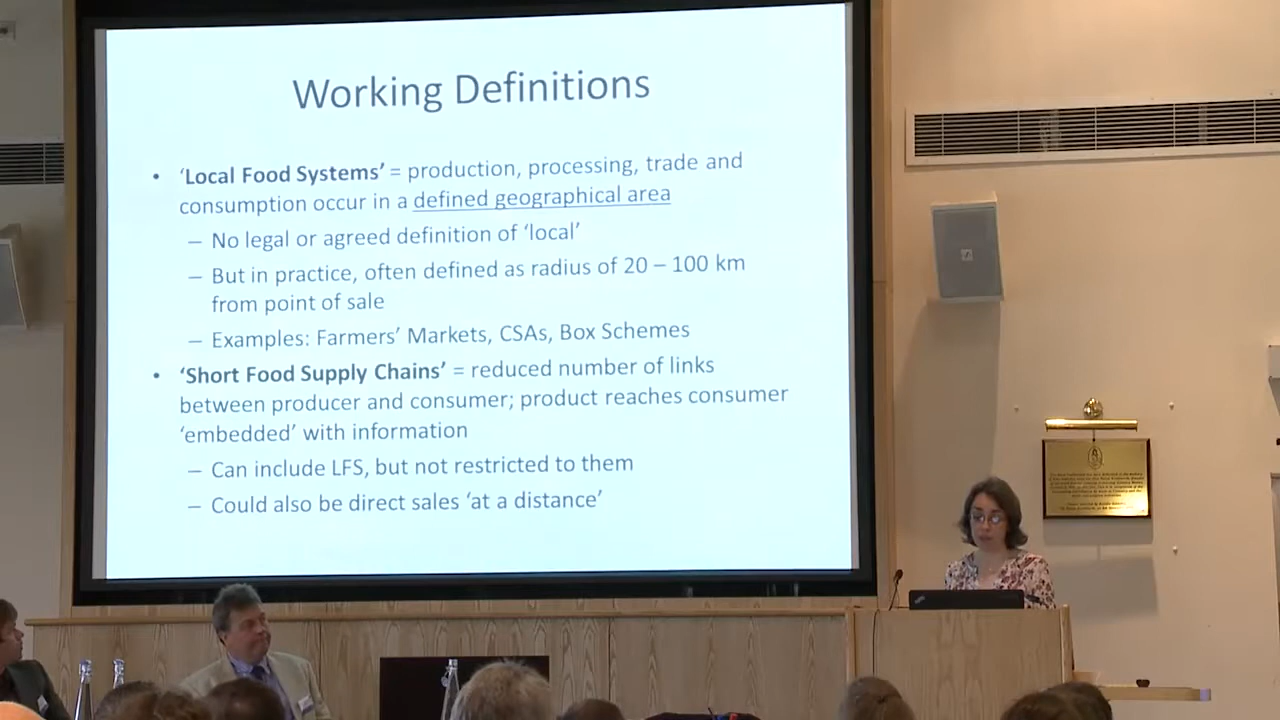 Working Definitions
• ‘Local Food Systems’ = production, processing, trade and
consumption occur in a defined geographical area
– No legal or agreed definition of ‘local’
– But in practice, often defined as radius of 20 – 100 km
from point of sale
– Examples: Farmers’ Markets, CSAs, Box Schemes
• ‘Short Food Supply Chains’ = reduced number of links
between producer and consumer; product reaches consumer
‘embedded’ with information
– Can include LFS, but not restricted to them
– Could also be direct sales ‘at a distance’